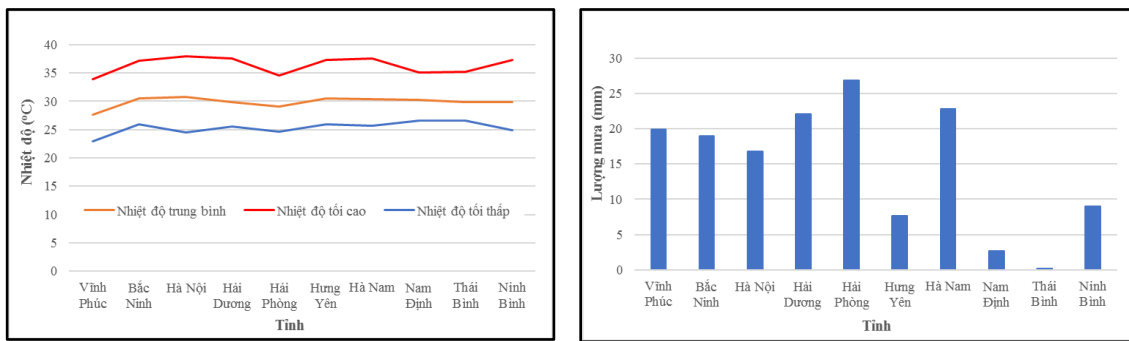 40
35
30
25
20
15
10
5
0
Nhiệt độ (°C)
Nhiệt độ trung bình
Nhiệt độ tối cao
Nhiệt độ tối thấp
Vĩnh Phúc
Bắc Ninh
Hà Nội
Hải Dương
Hải Phòng
Hưng Yên
Hà Nam
Nam Định
Thái Bình
Ninh Bình
Tỉnh
30
25
20
15
10
5
0
Lượng mưa (mm)
Vĩnh Phúc
Bắc Ninh
Hà Nội
Hải Dương
Hải Phòng
Hưng Yên
Hà Nam
Nam Định
Thái Bình
Ninh Bình
Tỉnh